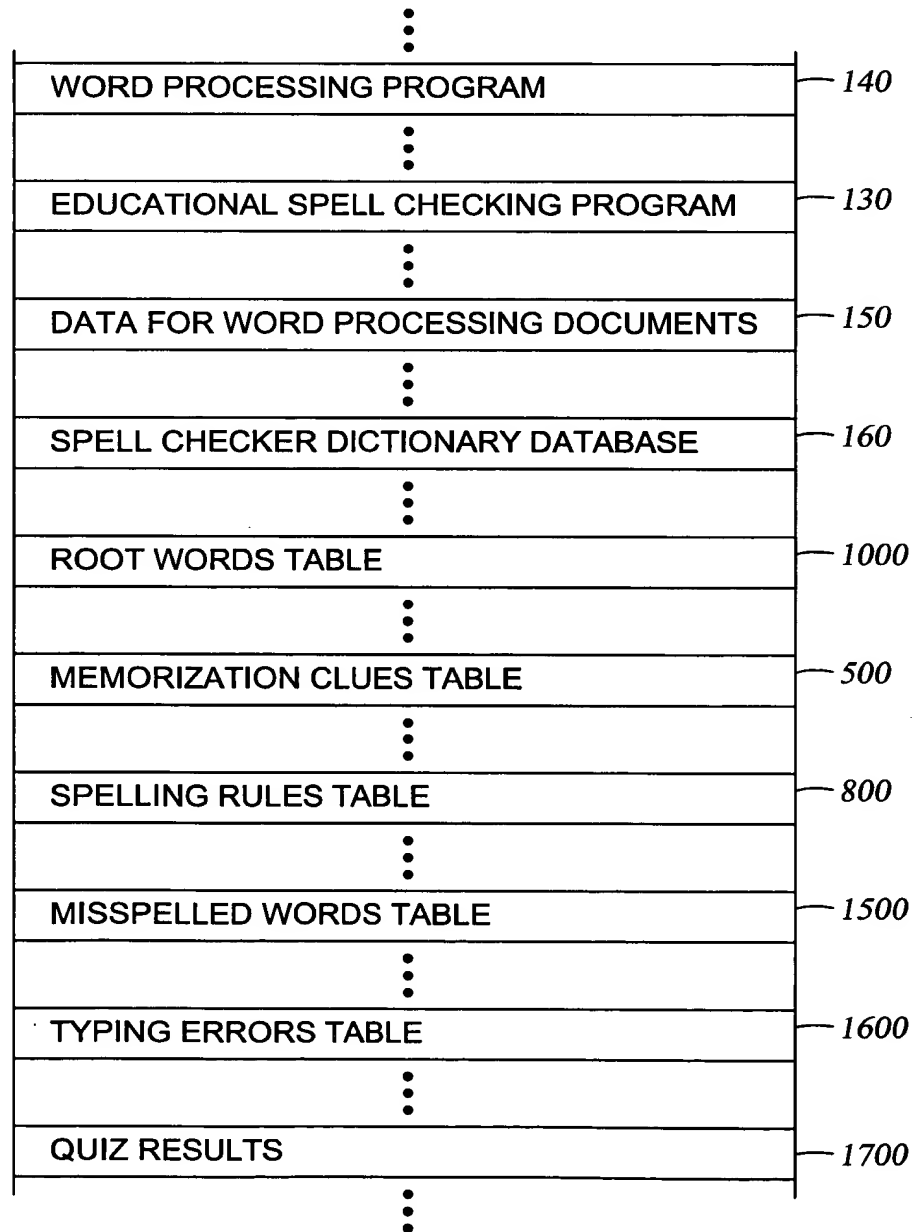 WORD PROCESSING PROGRAM 140
EDUCATIONAL SPELL CHECKING PROGRAM 130
DATA FOR WORD PROCESSING DOCUMENTS 150
SPELL CHECKER DICTIONARY DATABASE 160
ROOT WORDS TABLE 1000
MEMORIZATION CLUES TABLE 500
SPELLING RULES TABLE 800
MISSPELLED WORDS TABLE 1500
TYPING ERRORS TABLE 1600
QUIZ RESULTS 1700